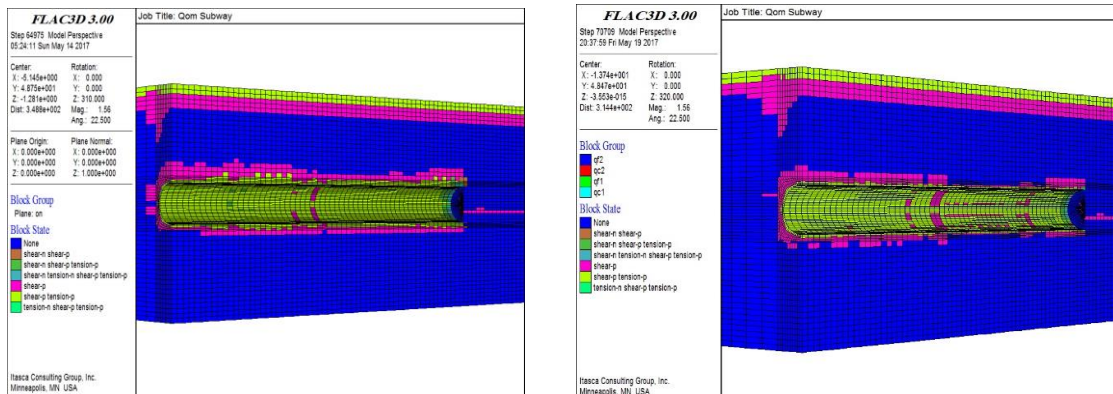 FLAC3D 3.00
Step 64975 Model Perspective
05:24:11 Sun May 14 2017
Center:
X: -5.145e+000
Y: 4.875e+001
Z: -1.281e+000
Dist: 3.488e+002
Rotation:
X: 0.000
Y: 0.000
Z: 310.000
Mag.: 1.56
Ang.: 22.500
Plane Origin:
X: 0.000e+000
Y: 0.000e+000
Z: 0.000e+000
Plane Normal:
X: 0.000e+000
Y: 0.000e+000
Z: 1.000e+000
Block Group
Plane: on
Block State
None
shear-n shear-p
shear-n shear-p tension-p
shear-n tension-n shear-p tension-p
shear-p
shear-p tension-p
tension-n shear-p tension-p
Itasca Consulting Group, Inc.
Minneapolis, MN USA
Job Title: Qom Subway
FLAC3D 3.00
Step 70709 Model Perspective
20:37:59 Fri May 19 2017
Center:
X: -1.374e+001
Y: 4.847e+001
Z: -3.553e-015
Dist: 3.144e+002
Rotation:
X: 0.000
Y: 0.000
Z: 320.000
Mag.: 1.56
Ang.: 22.500
Block Group
qf2
qc2
qf1
qc1
Block State
None
shear-n shear-p
shear-n shear-p tension-p
shear-n tension-n shear-p tension-p
shear-p
shear-p tension-p
tension-n shear-p tension-p
Itasca Consulting Group, Inc.
Minneapolis, MN USA
Job Title: Qom Subway